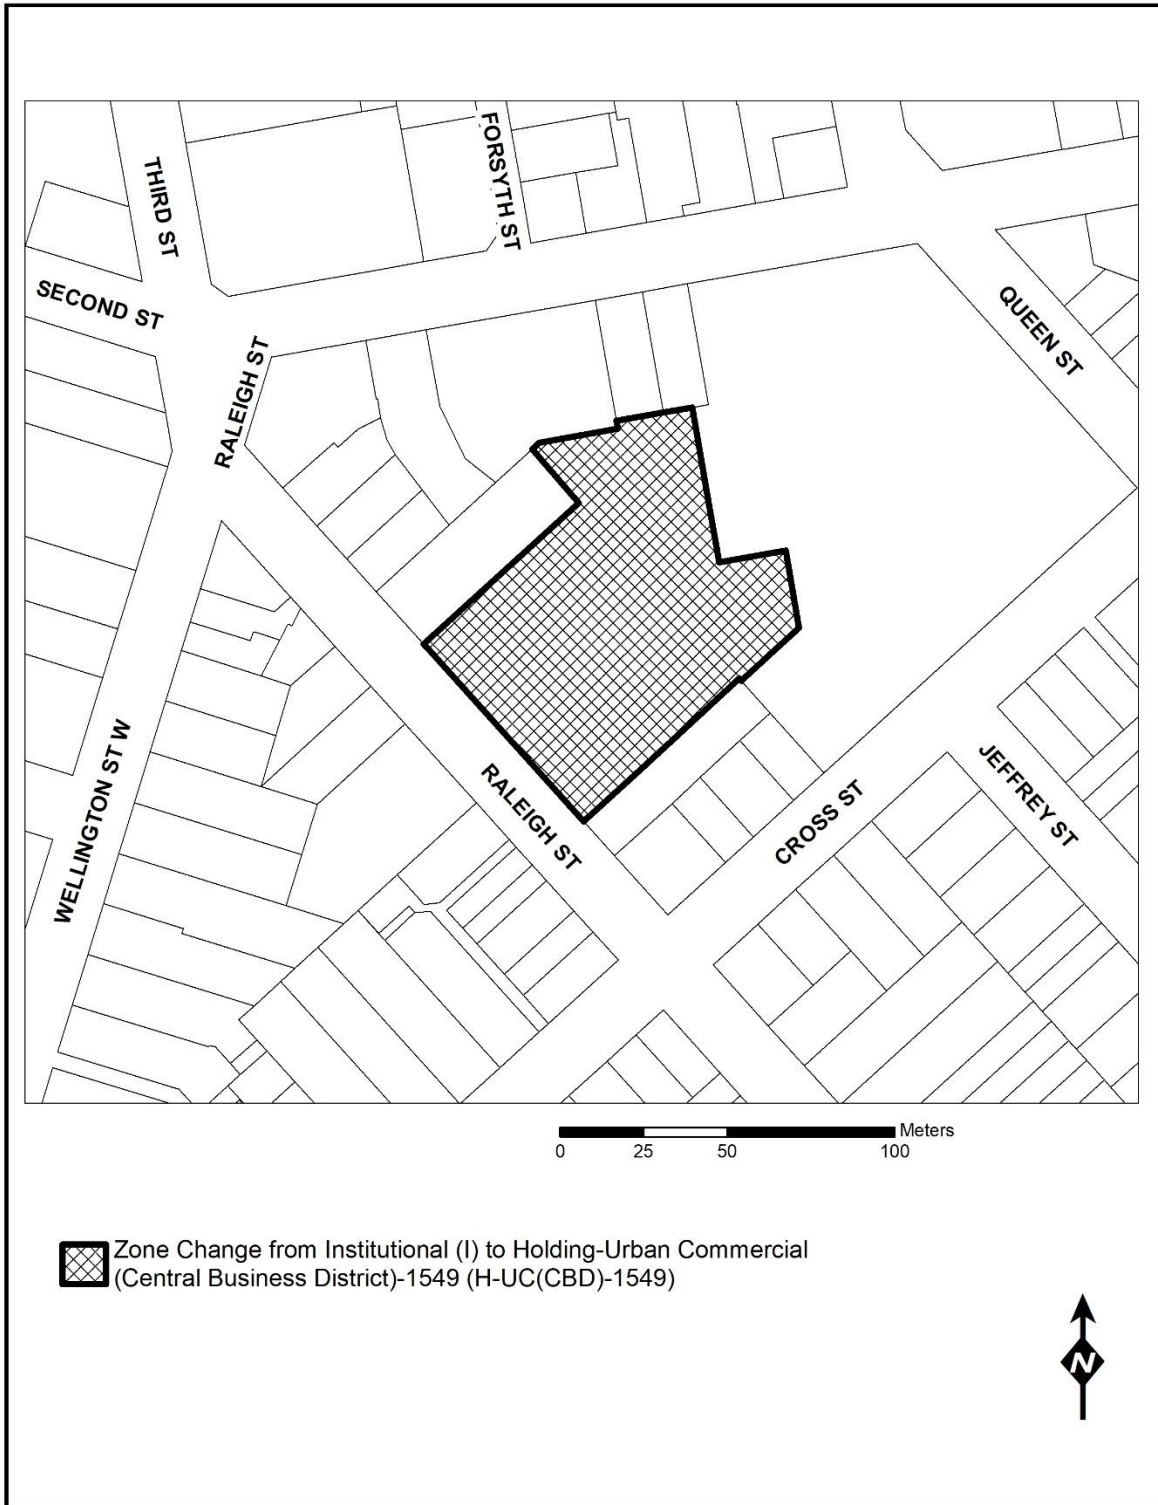 FORSYTH ST
THIRD ST
SECOND ST
QUEEN ST
RALEIGH ST
WELLINGTON ST W
RALEIGH ST
CROSS ST
JEFFREY ST
Meters
0 25 50 100
Zone Change from Institutional (I) to Holding-Urban Commercial
(Central Business District)-1549 (H-UC(CBD)-1549)
N